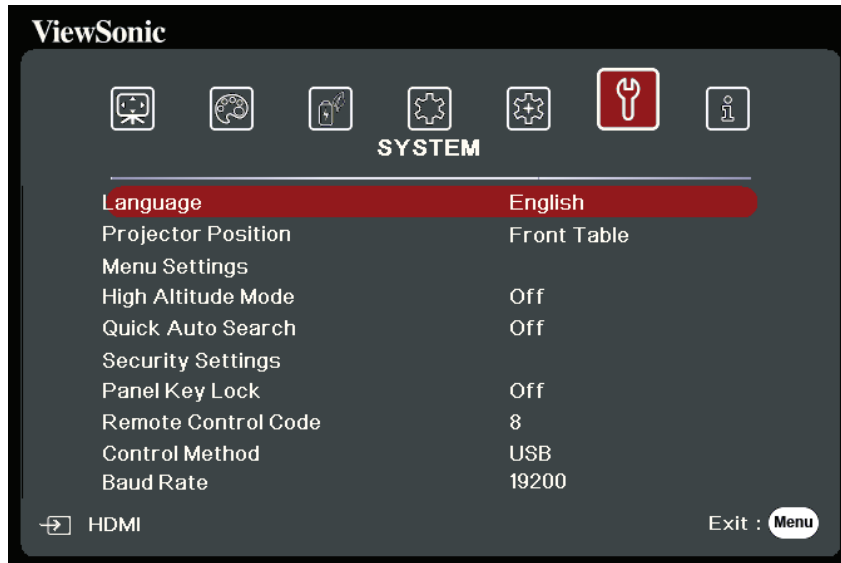 ViewSonic
SYSTEM
Language English
Projector Position Front Table
Menu Settings
High Altitude Mode Off
Quick Auto Search Off
Security Settings
Panel Key Lock Off
Remote Control Code 8
Control Method USB
Baud Rate 19200
HDMI Exit : Menu